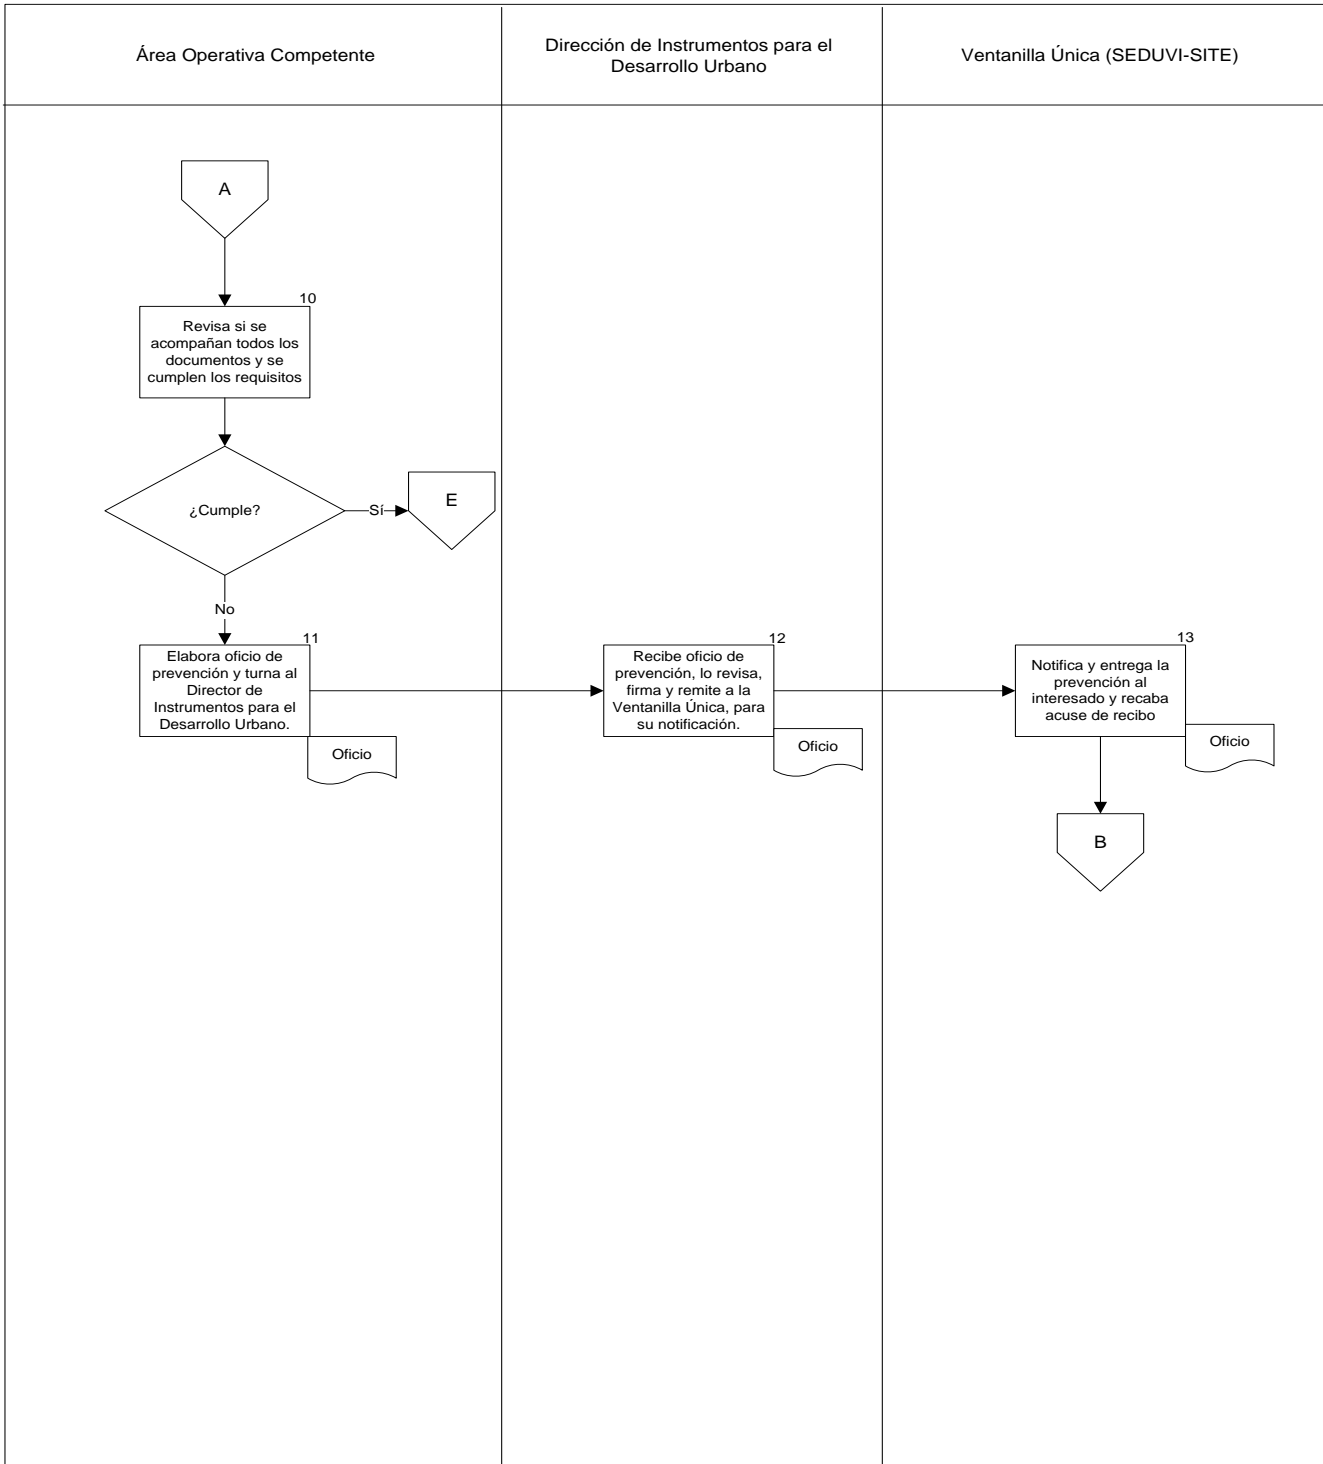 Área Operativa Competente
Dirección de Instrumentos para el
Desarrollo Urbano
Ventanilla Única (SEDUVI-SITE)
A
10
Revisa si se
acompañan todos los
documentos y se
cumplen los requisitos
¿Cumple?
Sí
E
No
11
Elabora oficio de
prevención y turna al
Director de
Instrumentos para el
Desarrollo Urbano.
Oficio
12
Recibe oficio de
prevención, lo revisa,
firma y remite a la
Ventanilla Única, para
su notificación.
Oficio
13
Notifica y entrega la
prevención al
interesado y recaba
acuse de recibo
Oficio
B